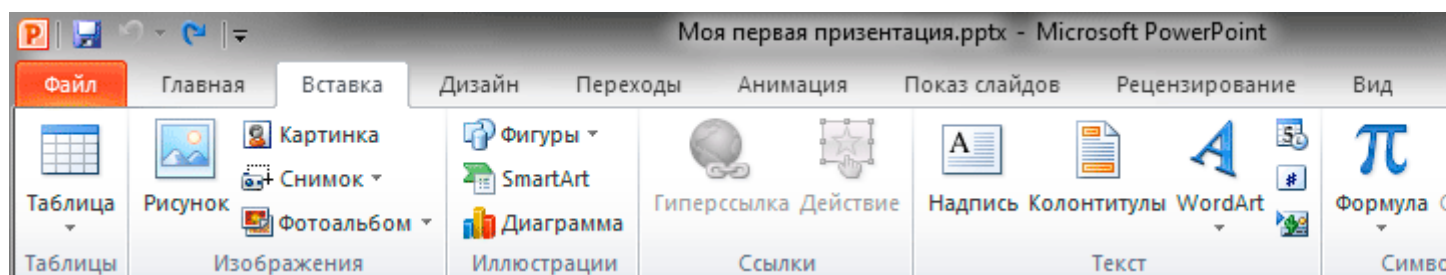 Моя первая призентация.pptx - Microsoft PowerPoint
Файл Главная Вставка Дизайн Переходы Анимация Показ слайдов Рецензирование Вид
Таблица
Рисунок
Картинка
Снимок
Фотоальбом
Фигуры
SmartArt
Диаграмма
Гиперссылка Действие
Надпись Колонтитулы WordArt
Формула
Таблицы Изображения Иллюстрации Ссылки Текст